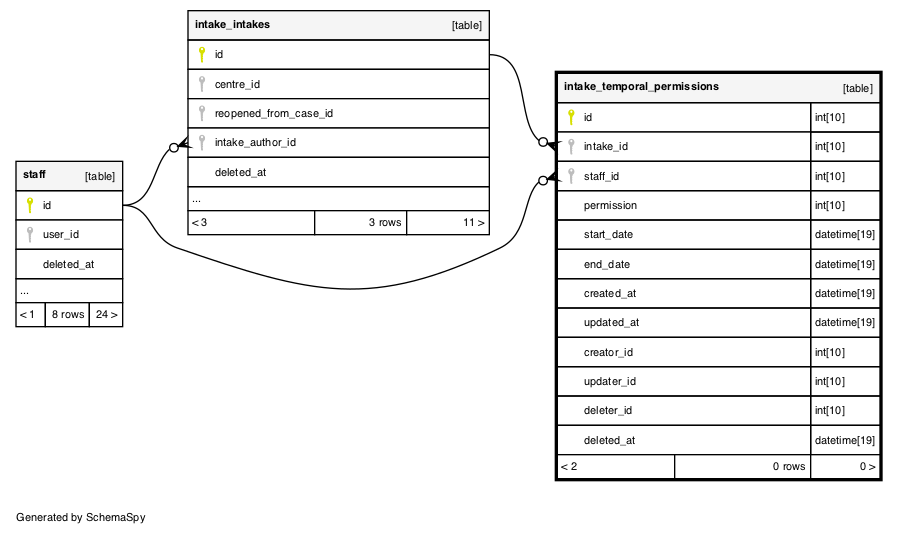 intake_intakes [table]
id
centre_id
reopened_from_case_id
intake_author_id
deleted_at
...
< 3 3 rows 11 >
staff [table]
id
user_id
deleted_at
...
< 1 8 rows 24 >
intake_temporal_permissions [table]
id int[10]
intake_id int[10]
staff_id int[10]
permission int[10]
start_date datetime[19]
end_date datetime[19]
created_at datetime[19]
updated_at datetime[19]
creator_id int[10]
updater_id int[10]
deleter_id int[10]
deleted_at datetime[19]
< 2 0 rows 0 >
Generated by SchemaSpy